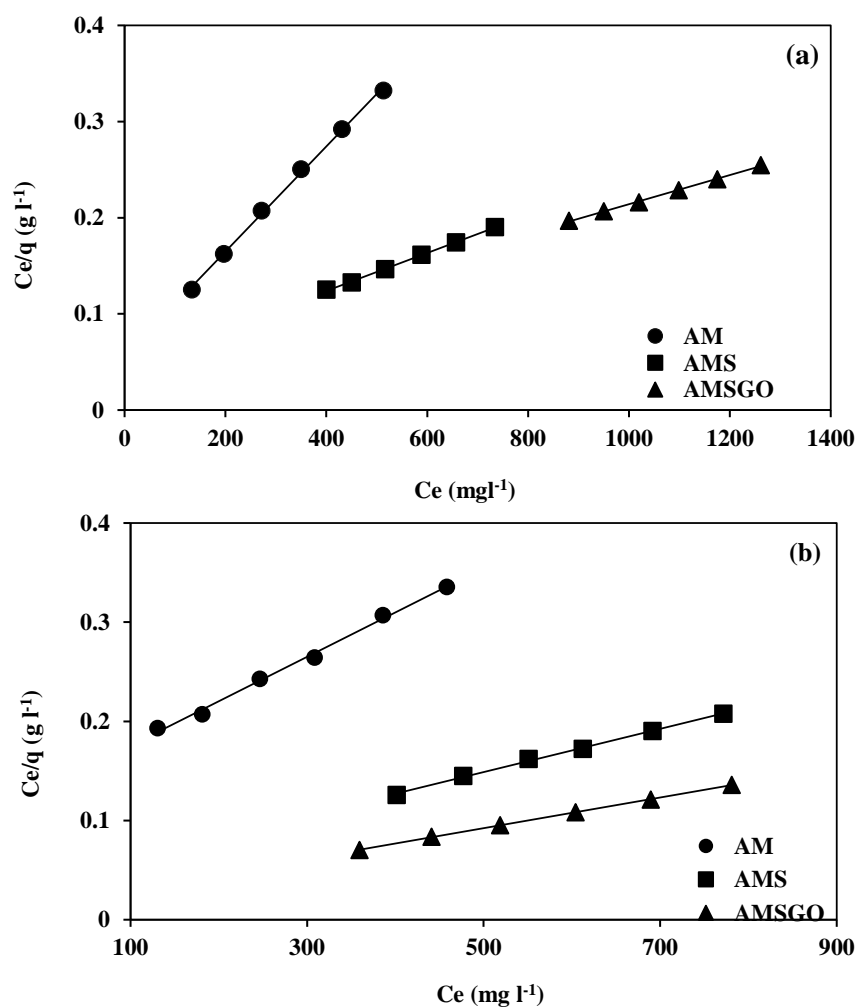 (a)
0.4
0.3
0.2
0.1
0
Ce/q (g l⁻¹)
AM
AMS
AMSGO
0 200 400 600 800 1000 1200 1400
Ce (mgl⁻¹)
(b)
0.4
0.3
0.2
0.1
0
Ce/q (g l⁻¹)
AM
AMS
AMSGO
100 300 500 700 900
Ce (mg l⁻¹)